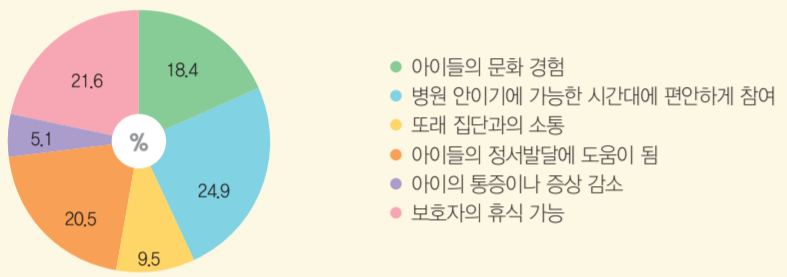 18.4
24.9
9.5
20.5
5.1
21.6
%
아이들의 문화 경험
병원 안이기에 가능한 시간대에 편안하게 참여
또래 집단과의 소통
아이들의 정서발달에 도움이 됨
아이의 통증이나 증상 감소
보호자의 휴식 가능